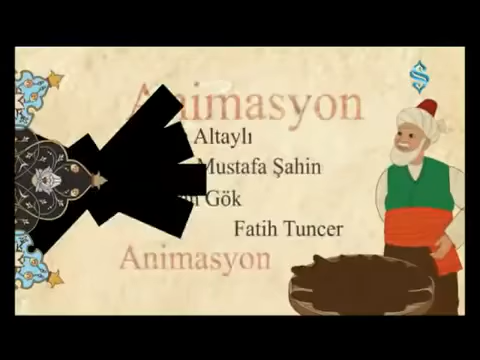 Animasyon
Altaylı
Mustafa Şahin
Gök
Fatih Tuncer
Animasyon